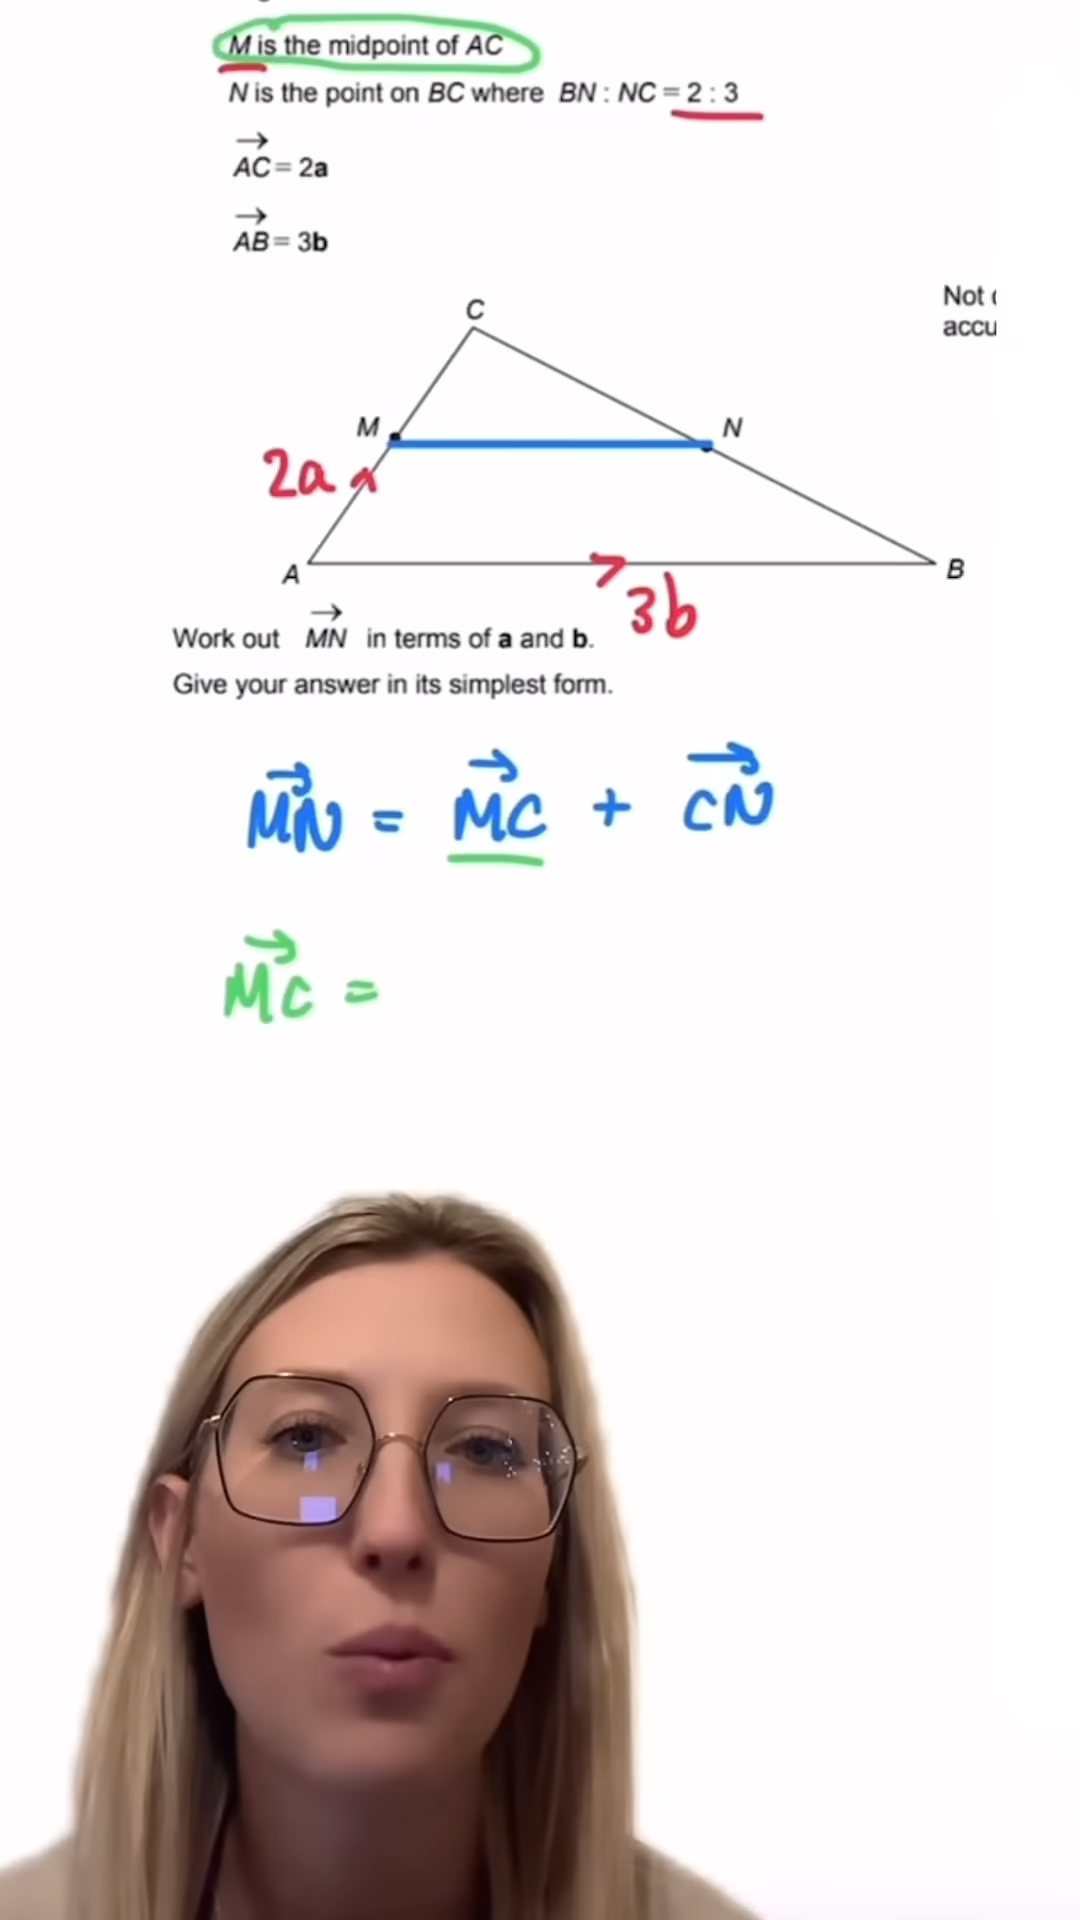 M is the midpoint of AC
N is the point on BC where BN : NC = 2 : 3
→
AC = 2a
→
AB = 3b
Not
accu
C
M
N
2a
A
B
3b
→
Work out MN in terms of a and b.
Give your answer in its simplest form.
→ → →
MN = MC + CN
→
MC =